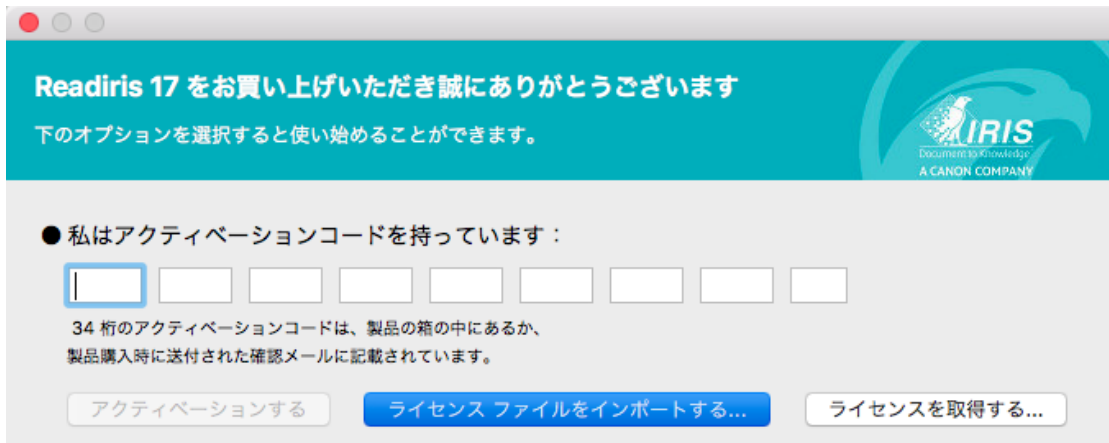 Readiris 17 をお買い上げいただき誠にありがとうございます
下のオプションを選択すると使い始めることができます。
IRIS
Document to Knowledge
A CANON COMPANY
● 私はアクティベーションコードを持っています：
34 桁のアクティベーションコードは、製品の箱の中にあるか、
製品購入時に送付された確認メールに記載されています。
アクティベーションする
ライセンス ファイルをインポートする...
ライセンスを取得する...